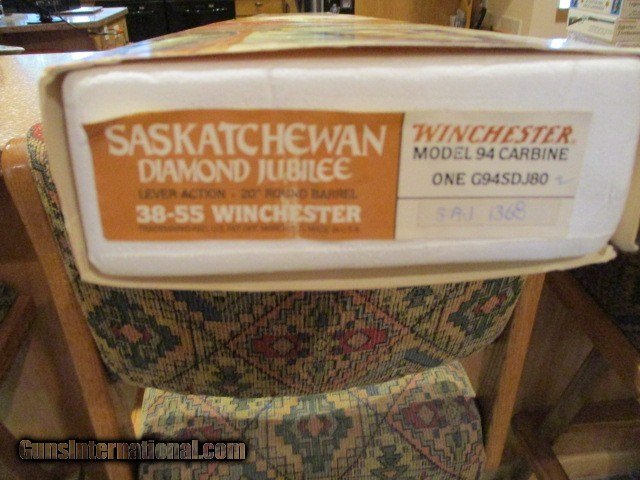 SASKATCHEWAN
DIAMOND JUBILEE
LEVER ACTION - 20" ROUND BARREL
38-55 WINCHESTER
WINCHESTER
MODEL 94 CARBINE
ONE G94SDJ80
SAJ 1368
GunsInternational.com